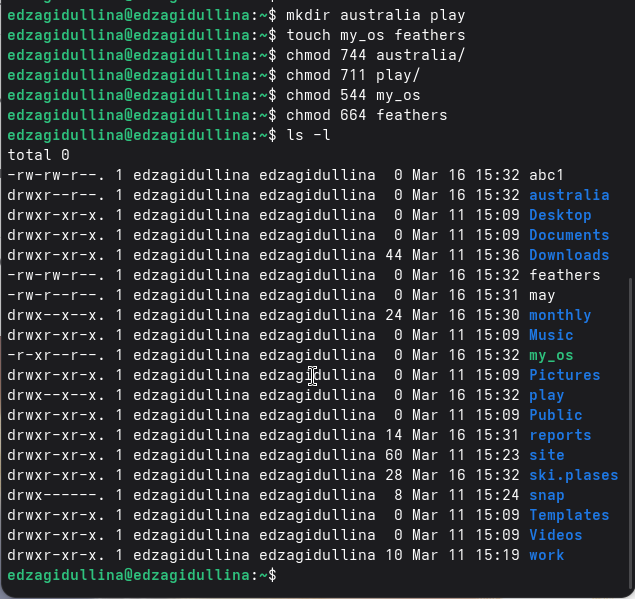 edzagidullina@edzagidullina:~$ mkdir australia play
edzagidullina@edzagidullina:~$ touch my_os feathers
edzagidullina@edzagidullina:~$ chmod 744 australia/
edzagidullina@edzagidullina:~$ chmod 711 play/
edzagidullina@edzagidullina:~$ chmod 544 my_os
edzagidullina@edzagidullina:~$ chmod 664 feathers
edzagidullina@edzagidullina:~$ ls -l
total 0
-rw-rw-r--. 1 edzagidullina edzagidullina  0 Mar 16 15:32 abc1
drwxr--r--. 1 edzagidullina edzagidullina  0 Mar 16 15:32 australia
drwxr-xr-x. 1 edzagidullina edzagidullina  0 Mar 11 15:09 Desktop
drwxr-xr-x. 1 edzagidullina edzagidullina  0 Mar 11 15:09 Documents
drwxr-xr-x. 1 edzagidullina edzagidullina 44 Mar 11 15:36 Downloads
-rw-rw-r--. 1 edzagidullina edzagidullina  0 Mar 16 15:32 feathers
-rw-r--r--. 1 edzagidullina edzagidullina  0 Mar 16 15:31 may
drwx--x--x. 1 edzagidullina edzagidullina 24 Mar 16 15:30 monthly
drwxr-xr-x. 1 edzagidullina edzagidullina  0 Mar 11 15:09 Music
-r-xr--r--. 1 edzagidullina edzagidullina  0 Mar 16 15:32 my_os
drwxr-xr-x. 1 edzagidullina edzagidullina  0 Mar 11 15:09 Pictures
drwx--x--x. 1 edzagidullina edzagidullina  0 Mar 16 15:32 play
drwxr-xr-x. 1 edzagidullina edzagidullina  0 Mar 11 15:09 Public
drwxr-xr-x. 1 edzagidullina edzagidullina 14 Mar 16 15:31 reports
drwxr-xr-x. 1 edzagidullina edzagidullina 60 Mar 11 15:23 site
drwxr-xr-x. 1 edzagidullina edzagidullina 28 Mar 16 15:32 ski.plases
drwx------. 1 edzagidullina edzagidullina  8 Mar 11 15:24 snap
drwxr-xr-x. 1 edzagidullina edzagidullina  0 Mar 11 15:09 Templates
drwxr-xr-x. 1 edzagidullina edzagidullina  0 Mar 11 15:09 Videos
drwxr-xr-x. 1 edzagidullina edzagidullina 10 Mar 11 15:19 work
edzagidullina@edzagidullina:~$